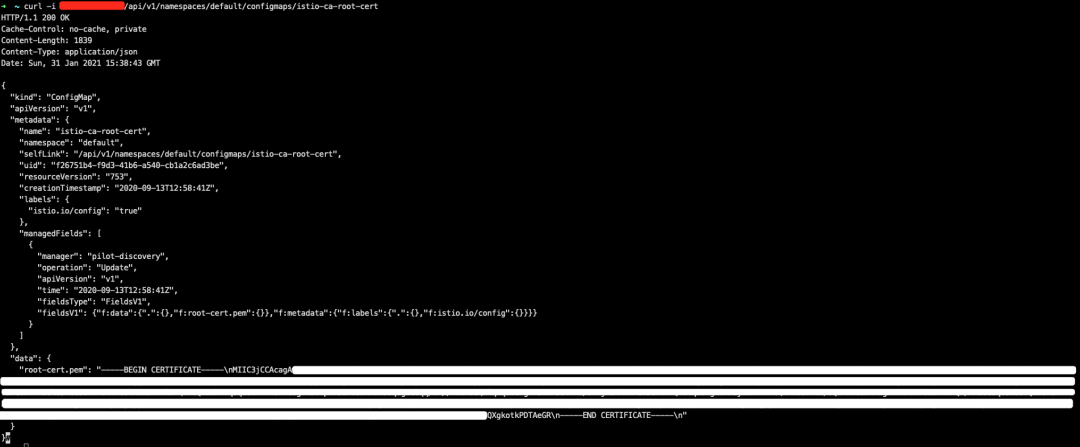 ➜  ~ curl -i /api/v1/namespaces/default/configmaps/istio-ca-root-cert
HTTP/1.1 200 OK
Cache-Control: no-cache, private
Content-Length: 1839
Content-Type: application/json
Date: Sun, 31 Jan 2021 15:38:43 GMT

{
  "kind": "ConfigMap",
  "apiVersion": "v1",
  "metadata": {
    "name": "istio-ca-root-cert",
    "namespace": "default",
    "selfLink": "/api/v1/namespaces/default/configmaps/istio-ca-root-cert",
    "uid": "f26751b4-f9d3-41b6-a540-cb1a2c6ad3be",
    "resourceVersion": "753",
    "creationTimestamp": "2020-09-13T12:58:41Z",
    "labels": {
      "istio.io/config": "true"
    },
    "managedFields": [
      {
        "manager": "pilot-discovery",
        "operation": "Update",
        "apiVersion": "v1",
        "time": "2020-09-13T12:58:41Z",
        "fieldsType": "FieldsV1",
        "fieldsV1": {"f:data":{".":{},"f:root-cert.pem":{}},"f:metadata":{"f:labels":{".":{},"f:istio.io/config":{}}}}
      }
    ]
  },
  "data": {
    "root-cert.pem": "-----BEGIN CERTIFICATE-----\nMIIC3jCCAcagA
QXgkotkPDTAeGR\n-----END CERTIFICATE-----\n"
  }
}%